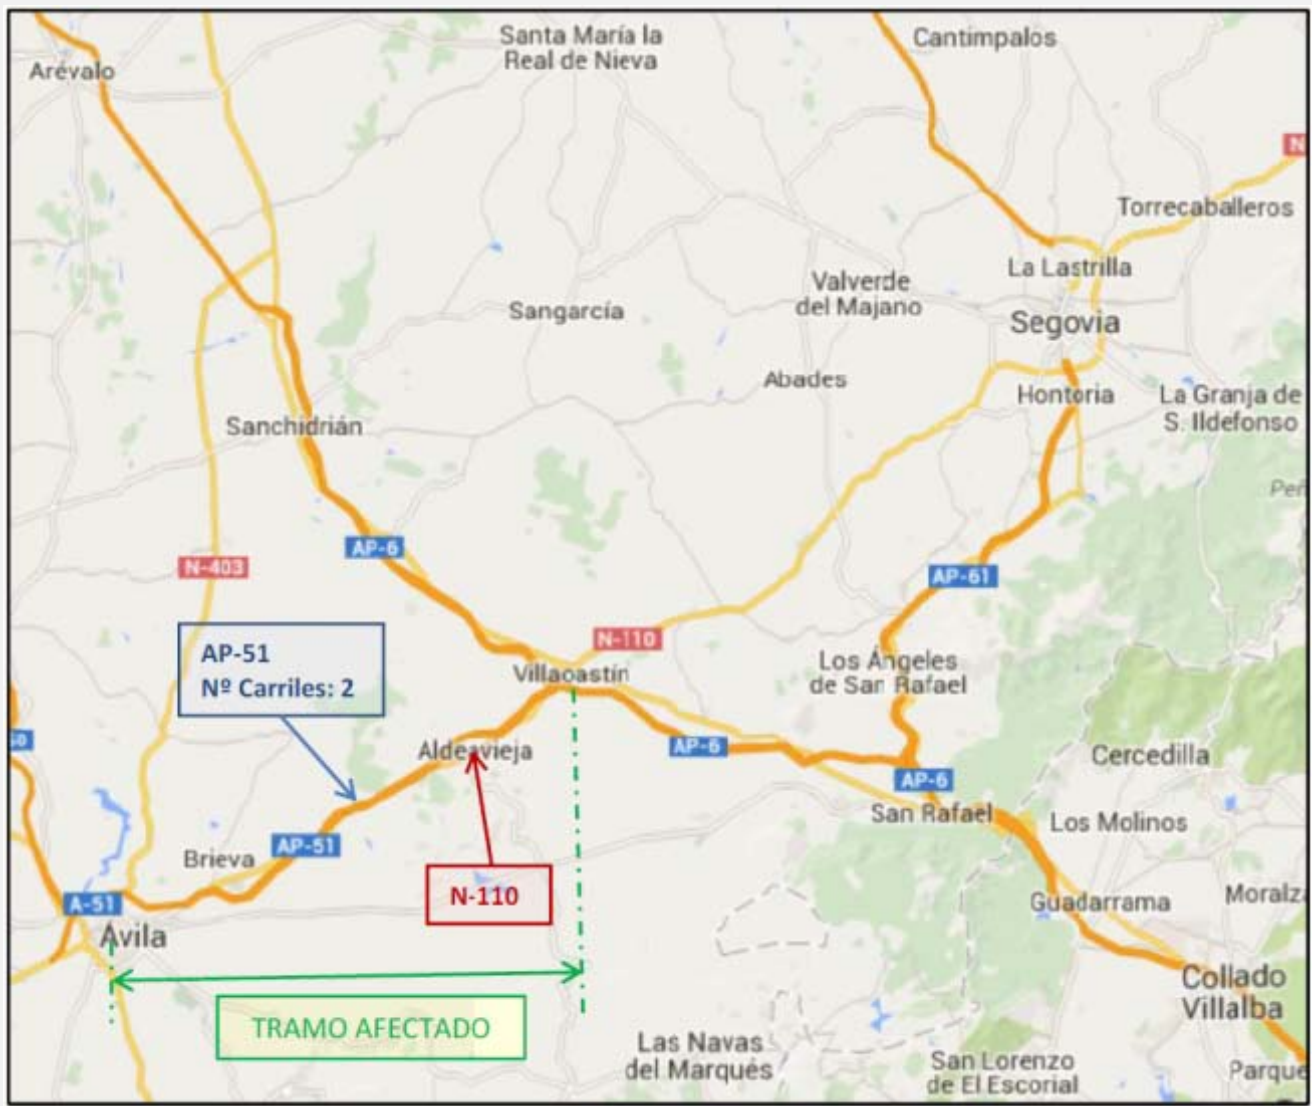 Santa María la
Real de Nieva
Cantimpalos
Arévalo
N
Torrecaballeros
La Lastrilla
Valverde
del Majano
Sangarcía
Segovia
Abades
Hontoria
La Granja de
S. Ildefonso
Sanchidrián
Peñ
AP-6
N-403
AP-61
N-110
AP-51
Nº Carriles: 2
Villacastín
Los Ángeles
de San Rafael
50
Aldeavieja
AP-6
Cercedilla
AP-6
San Rafael
Los Molinos
AP-51
Brieva
N-110
A-51
Guadarrama
Moralza
Ávila
Collado
Villalba
TRAMO AFECTADO
Las Navas
del Marqués
San Lorenzo
de El Escorial
Parque